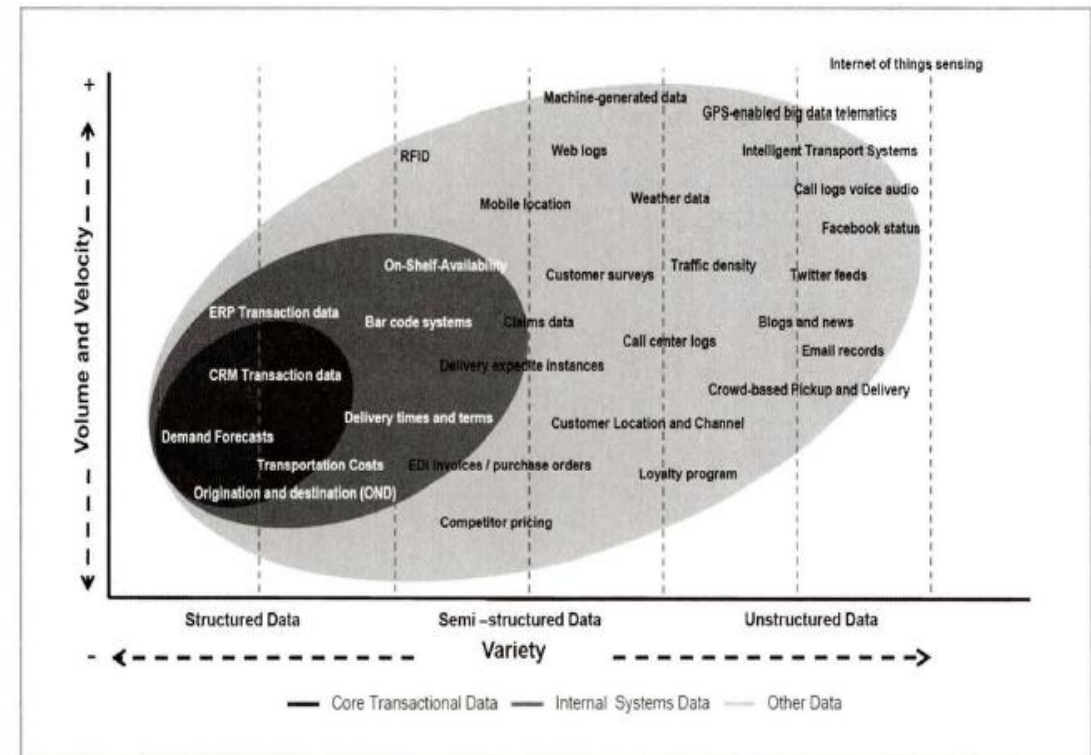 Internet of things sensing
+
Machine-generated data
GPS-enabled big data telematics
RFID
Web logs
Intelligent Transport Systems
Mobile location
Weather data
Call logs voice audio
Facebook status
On-Shelf-Availability
Customer surveys
Traffic density
Twitter feeds
ERP Transaction data
Bar code systems
Claims data
Blogs and news
Call center logs
Email records
Delivery expedite instances
CRM Transaction data
Crowd-based Pickup and Delivery
Delivery times and terms
Customer Location and Channel
Demand Forecasts
Transportation Costs
EDI invoices / purchase orders
Loyalty program
Origination and destination (OND)
Competitor pricing
Volume and Velocity
Structured Data
Semi –structured Data
Unstructured Data
-
Variety
Core Transactional Data
Internal Systems Data
Other Data